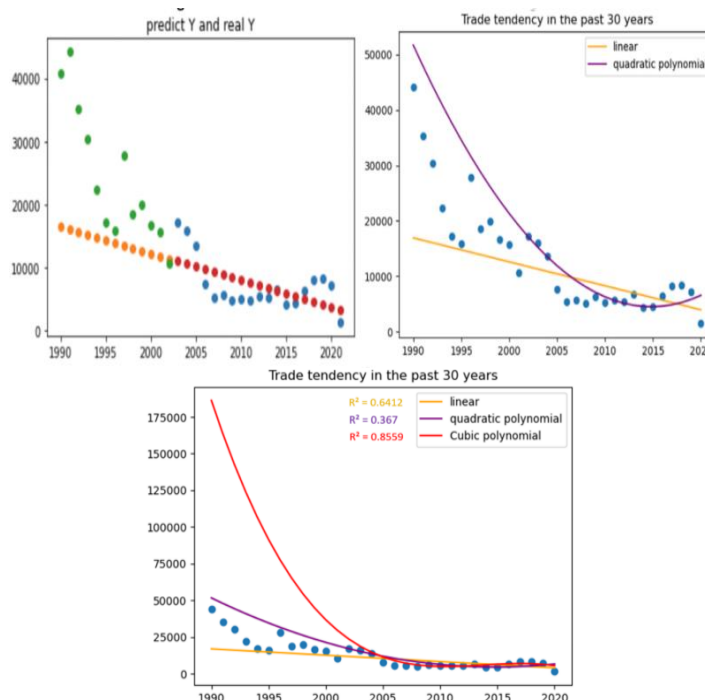 predict Y and real Y
40000
30000
20000
10000
0
1990 1995 2000 2005 2010 2015 2020
Trade tendency in the past 30 years
linear
quadratic polynomial
50000
40000
30000
20000
10000
0
1990 1995 2000 2005 2010 2015
Trade tendency in the past 30 years
R² = 0.6412 linear
R² = 0.367 quadratic polynomial
R² = 0.8559 Cubic polynomial
175000
150000
125000
100000
75000
50000
25000
0
1990 1995 2000 2005 2010 2015 2020